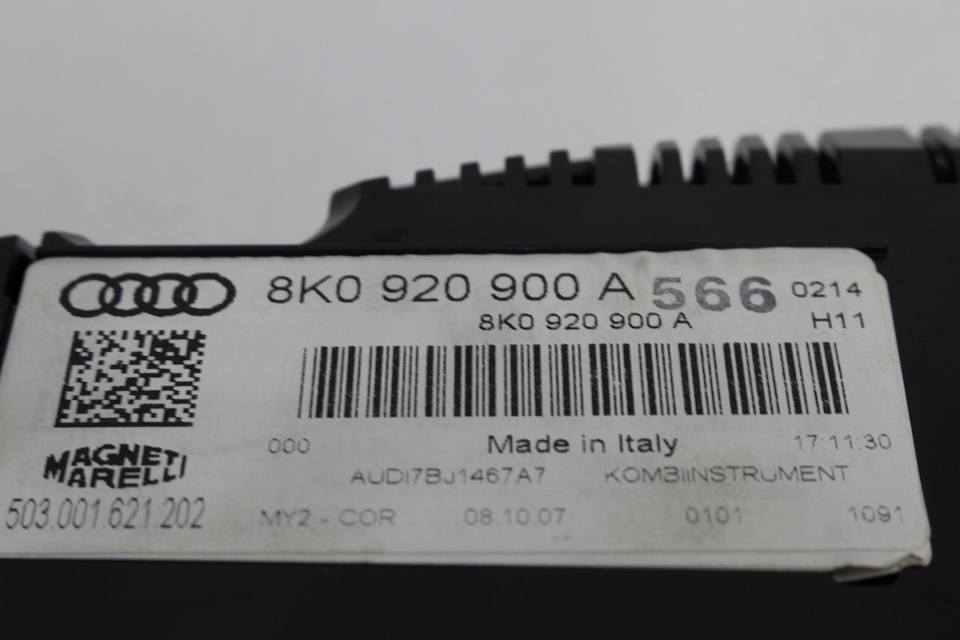 8K0 920 900 A 566 0214
8K0 920 900 A H11
000 Made in Italy 17:11:30
MAGNETI MARELLI
AUDI7BJ1467A7 KOMBIINSTRUMENT
503.001.621.202
MY2 - COR 08.10.07 0101 1091